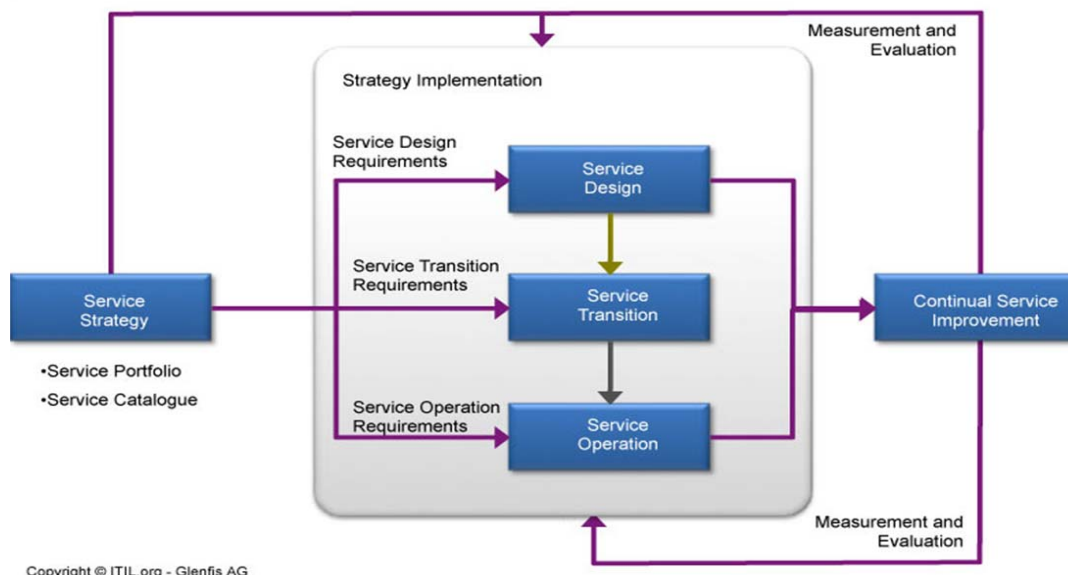 Measurement and
Evaluation
Strategy Implementation
Service Design
Requirements
Service
Design
Service Transition
Requirements
Service
Strategy
Service
Transition
Continual Service
Improvement
•Service Portfolio
•Service Catalogue
Service Operation
Requirements
Service
Operation
Measurement and
Evaluation
Copyright © ITIL.org - Glenfis AG